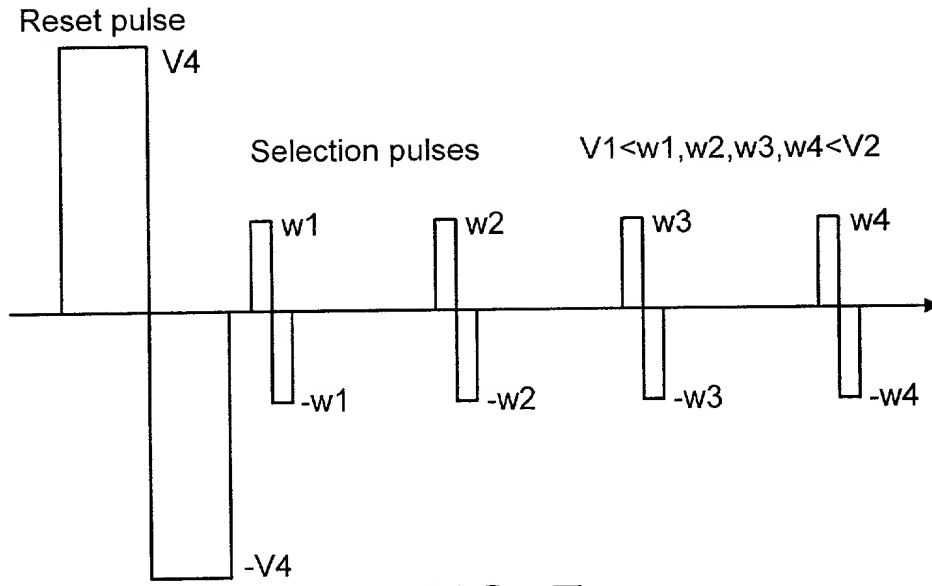 Reset pulse
V4
Selection pulses
V1<w1,w2,w3,w4<V2
w1
w2
w3
w4
-w1
-w2
-w3
-w4
-V4